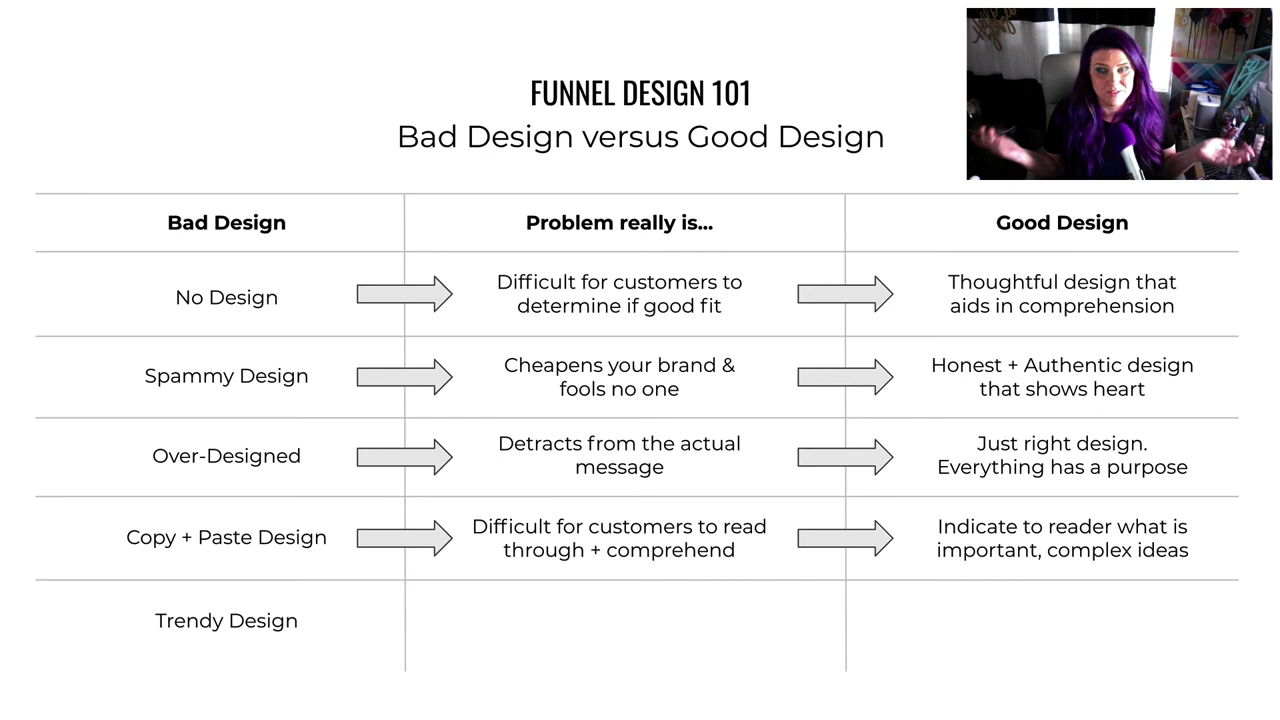 FUNNEL DESIGN 101
Bad Design versus Good Design
Bad Design
Problem really is...
Good Design
No Design
Difficult for customers to
determine if good fit
Thoughtful design that
aids in comprehension
Spammy Design
Cheapens your brand &
fools no one
Honest + Authentic design
that shows heart
Over-Designed
Detracts from the actual
message
Just right design.
Everything has a purpose
Copy + Paste Design
Difficult for customers to read
through + comprehend
Indicate to reader what is
important, complex ideas
Trendy Design